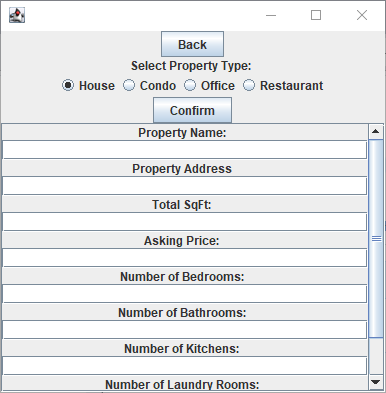 Back
Select Property Type:
House Condo Office Restaurant
Confirm
Property Name:
Property Address
Total SqFt:
Asking Price:
Number of Bedrooms:
Number of Bathrooms:
Number of Kitchens:
Number of Laundry Rooms: